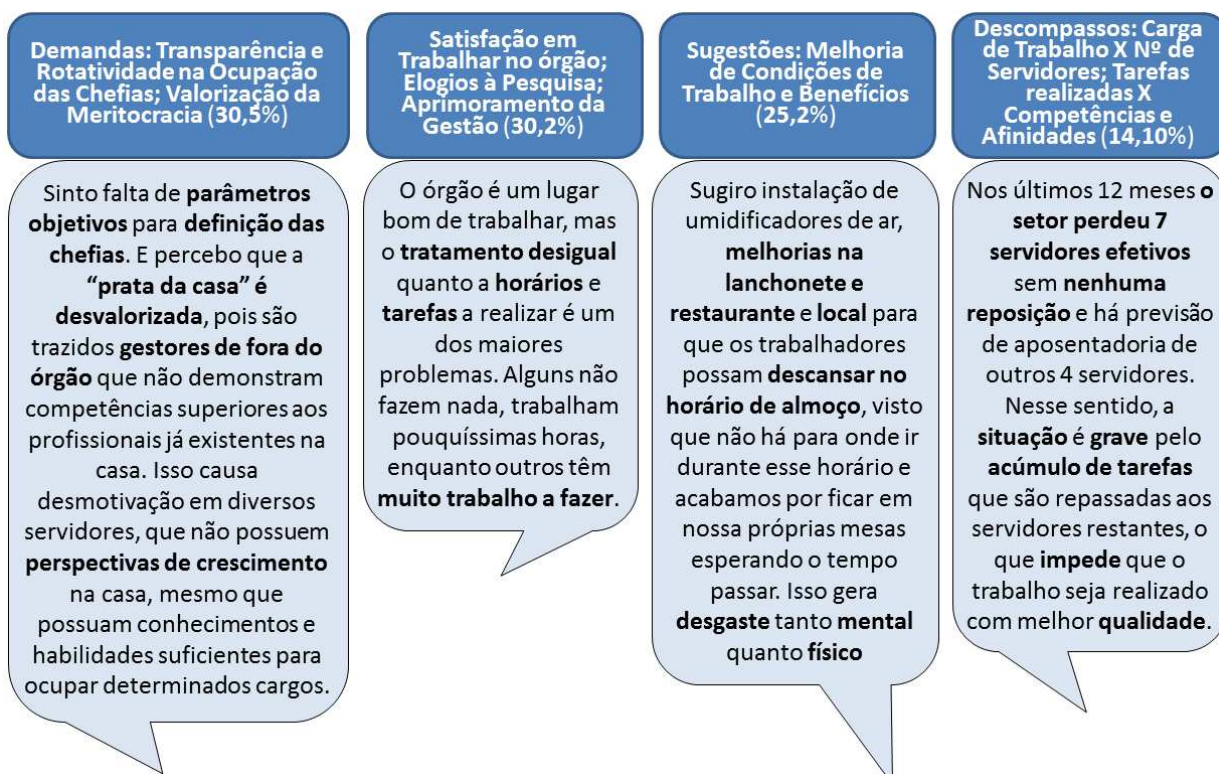 Demandas: Transparência e
Rotatividade na Ocupação
das Chefias; Valorização da
Meritocracia (30,5%)
Sinto falta de parâmetros
objetivos para definição das
chefias. E percebo que a
“prata da casa” é
desvalorizada, pois são
trazidos gestores de fora do
órgão que não demonstram
competências superiores aos
profissionais já existentes na
casa. Isso causa
desmotivação em diversos
servidores, que não possuem
perspectivas de crescimento
na casa, mesmo que
possuam conhecimentos e
habilidades suficientes para
ocupar determinados cargos.
Satisfação em
Trabalhar no órgão;
Elogios à Pesquisa;
Aprimoramento da
Gestão (30,2%)
O órgão é um lugar
bom de trabalhar, mas
o tratamento desigual
quanto a horários e
tarefas a realizar é um
dos maiores
problemas. Alguns não
fazem nada, trabalham
pouquíssimas horas,
enquanto outros têm
muito trabalho a fazer.
Sugestões: Melhoria
de Condições de
Trabalho e Benefícios
(25,2%)
Sugiro instalação de
umidificadores de ar,
melhorias na
lanchonete e
restaurante e local para
que os trabalhadores
possam descansar no
horário de almoço, visto
que não há para onde ir
durante esse horário e
acabamos por ficar em
nossa próprias mesas
esperando o tempo
passar. Isso gera
desgaste tanto mental
quanto físico
Descompassos: Carga
de Trabalho X Nº de
Servidores; Tarefas
realizadas X
Competências e
Afinidades (14,10%)
Nos últimos 12 meses o
setor perdeu 7
servidores efetivos
sem nenhuma
reposição e há previsão
de aposentadoria de
outros 4 servidores.
Nesse sentido, a
situação é grave pelo
acúmulo de tarefas
que são repassadas aos
servidores restantes, o
que impede que o
trabalho seja realizado
com melhor qualidade.